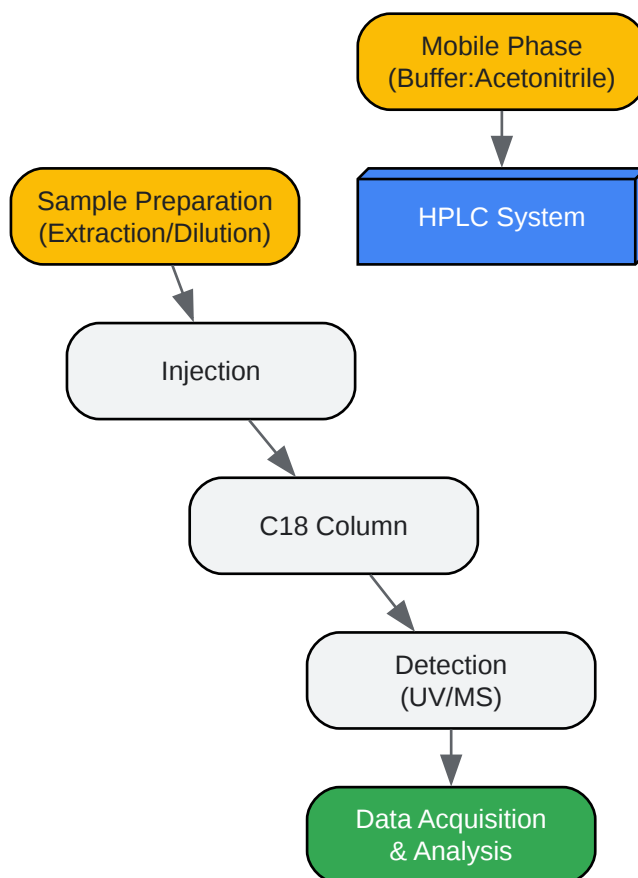 Mobile Phase
(Buffer:Acetonitrile)
HPLC System
Sample Preparation
(Extraction/Dilution)
Injection
C18 Column
Detection
(UV/MS)
Data Acquisition
& Analysis